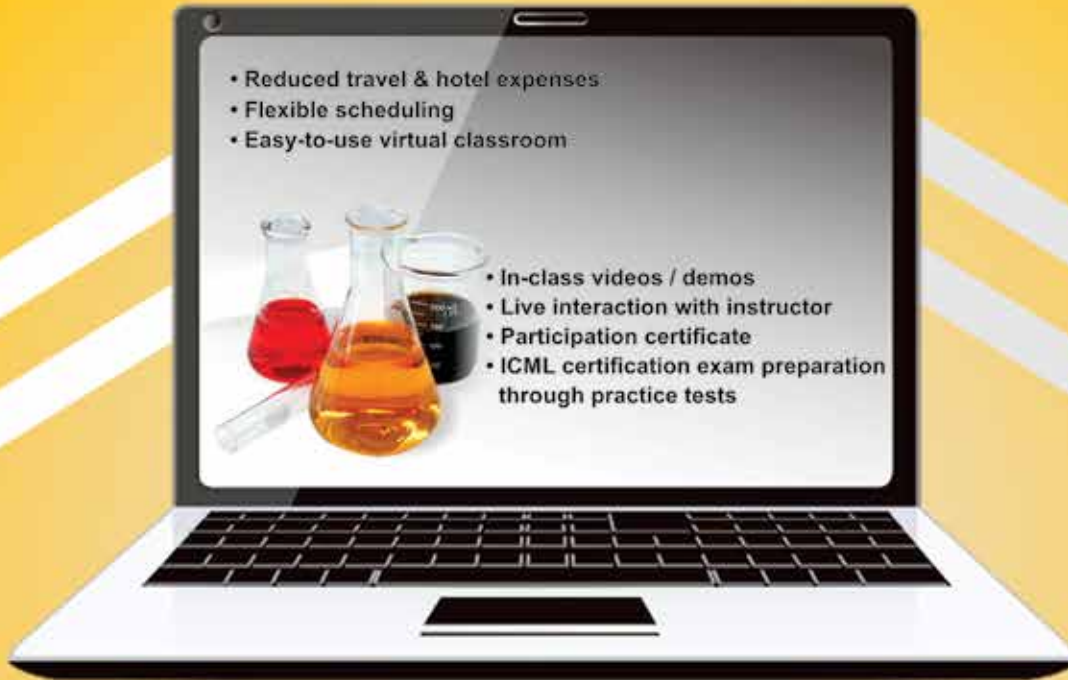 • Reduced travel & hotel expenses
• Flexible scheduling
• Easy-to-use virtual classroom
• In-class videos / demos
• Live interaction with instructor
• Participation certificate
• ICML certification exam preparation
through practice tests